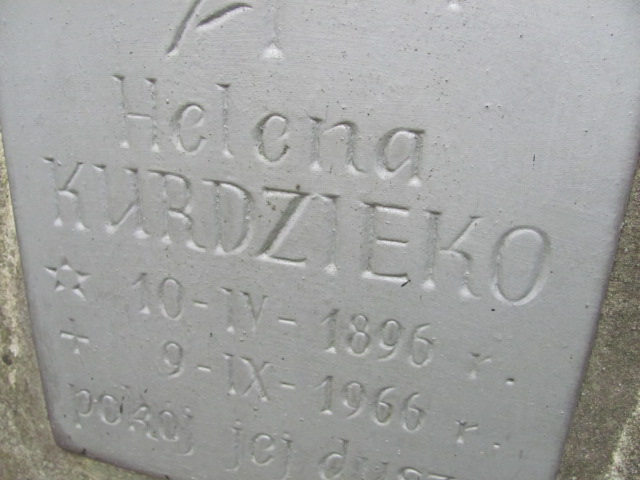 Helena
KURDZIEKO
☆ 10-IV-1896 r.
+ 9-IX-1966 r.
pokój jej